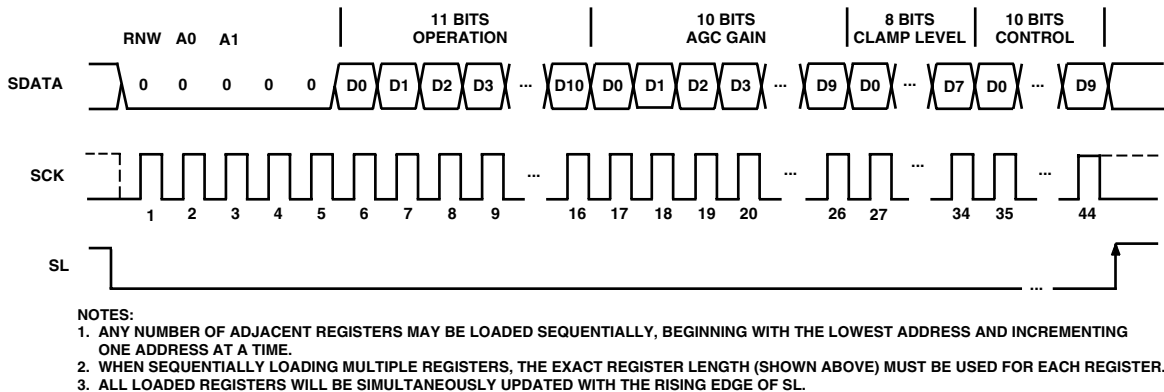 11 BITS OPERATION 10 BITS AGC GAIN 8 BITS CLAMP LEVEL 10 BITS CONTROL
RNW A0 A1
SDATA 0 0 0 0 0 D0 D1 D2 D3 ... D10 D0 D1 D2 D3 ... D9 D0 ... D7 D0 ... D9
SCK ... ... ... ...
1 2 3 4 5 6 7 8 9 16 17 18 19 20 26 27 34 35 44
SL ...
NOTES:
1. ANY NUMBER OF ADJACENT REGISTERS MAY BE LOADED SEQUENTIALLY, BEGINNING WITH THE LOWEST ADDRESS AND INCREMENTING
ONE ADDRESS AT A TIME.
2. WHEN SEQUENTIALLY LOADING MULTIPLE REGISTERS, THE EXACT REGISTER LENGTH (SHOWN ABOVE) MUST BE USED FOR EACH REGISTER.
3. ALL LOADED REGISTERS WILL BE SIMULTANEOUSLY UPDATED WITH THE RISING EDGE OF SL.